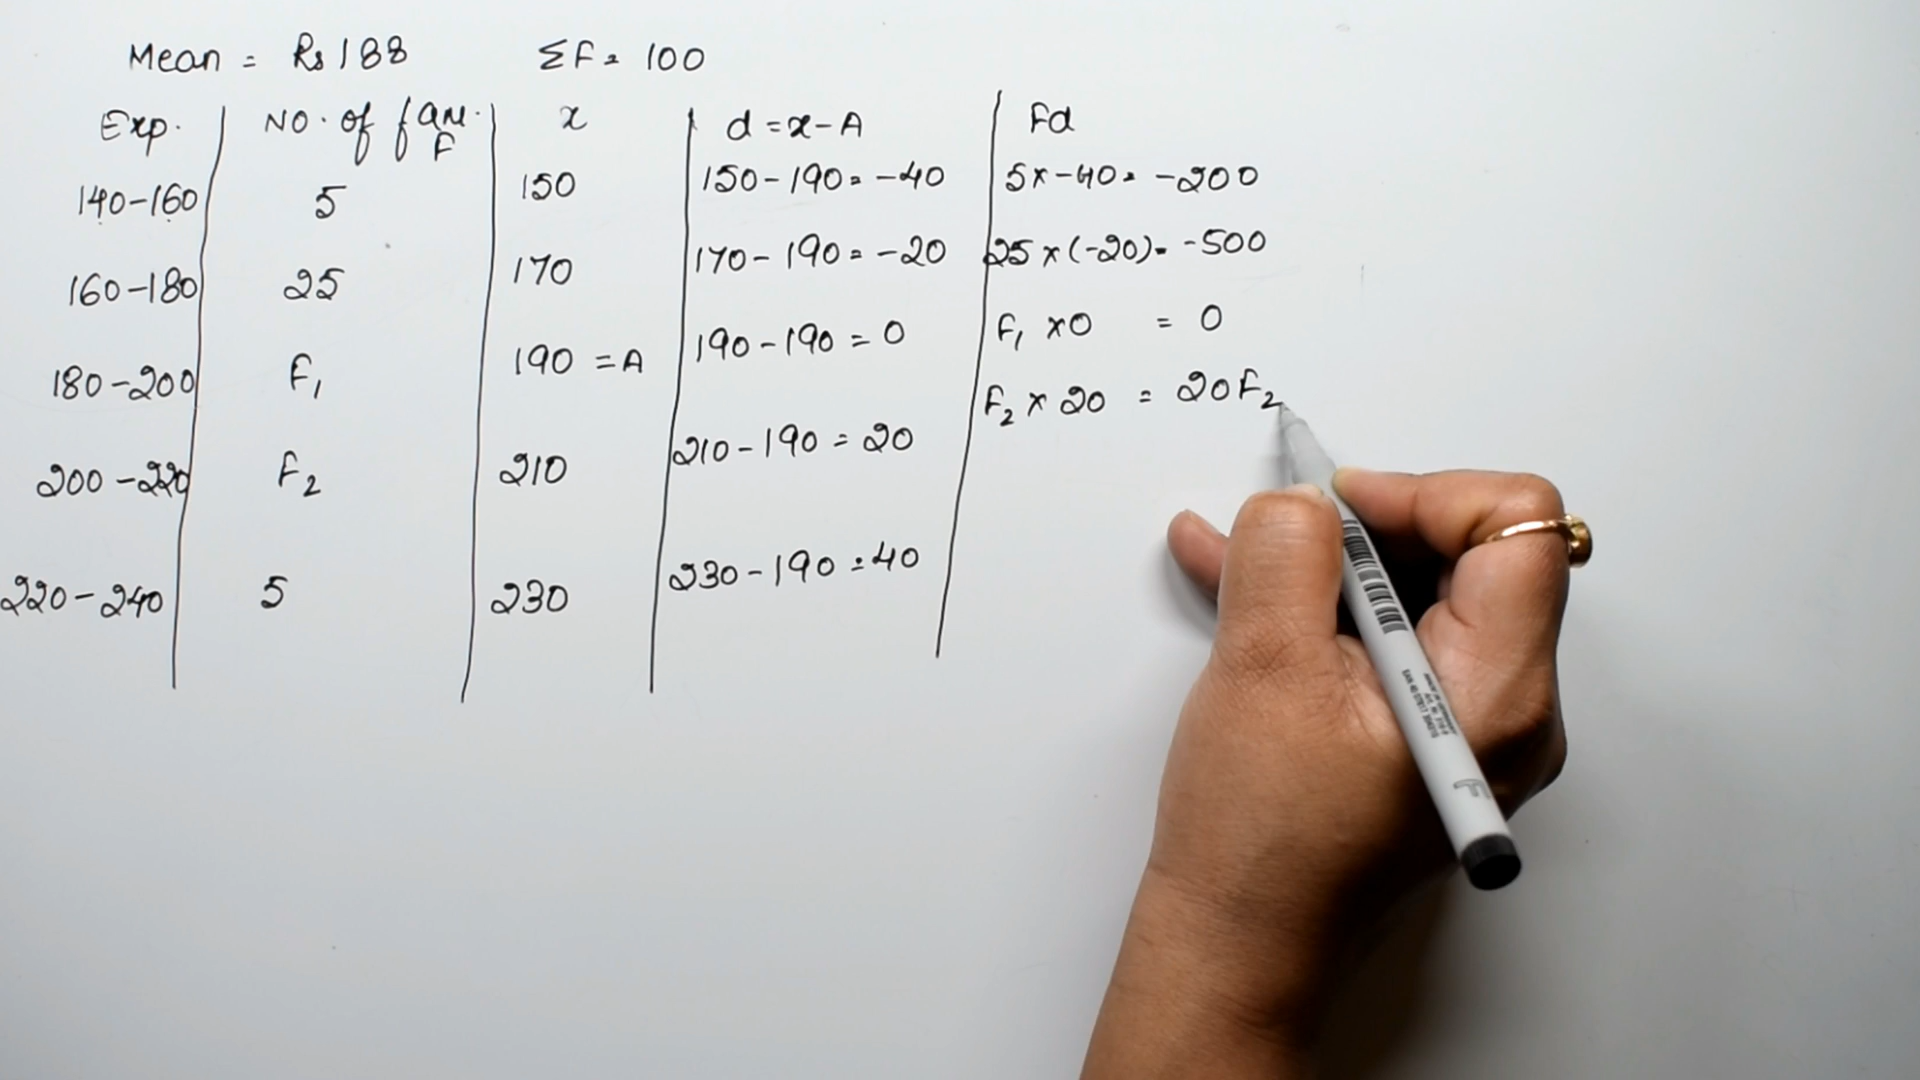 Mean = Rs 188 ΣF = 100
Exp. No. of fam. F x d = x - A Fd
140-160 5 150 150-190 = -40 5x-40 = -200
160-180 25 170 170-190 = -20 25x(-20) = -500
180-200 F₁ 190 = A 190-190 = 0 F₁ x0 = 0
200-220 F₂ 210 210-190 = 20 F₂ x 20 = 20F₂
220-240 5 230 230-190 = 40
F